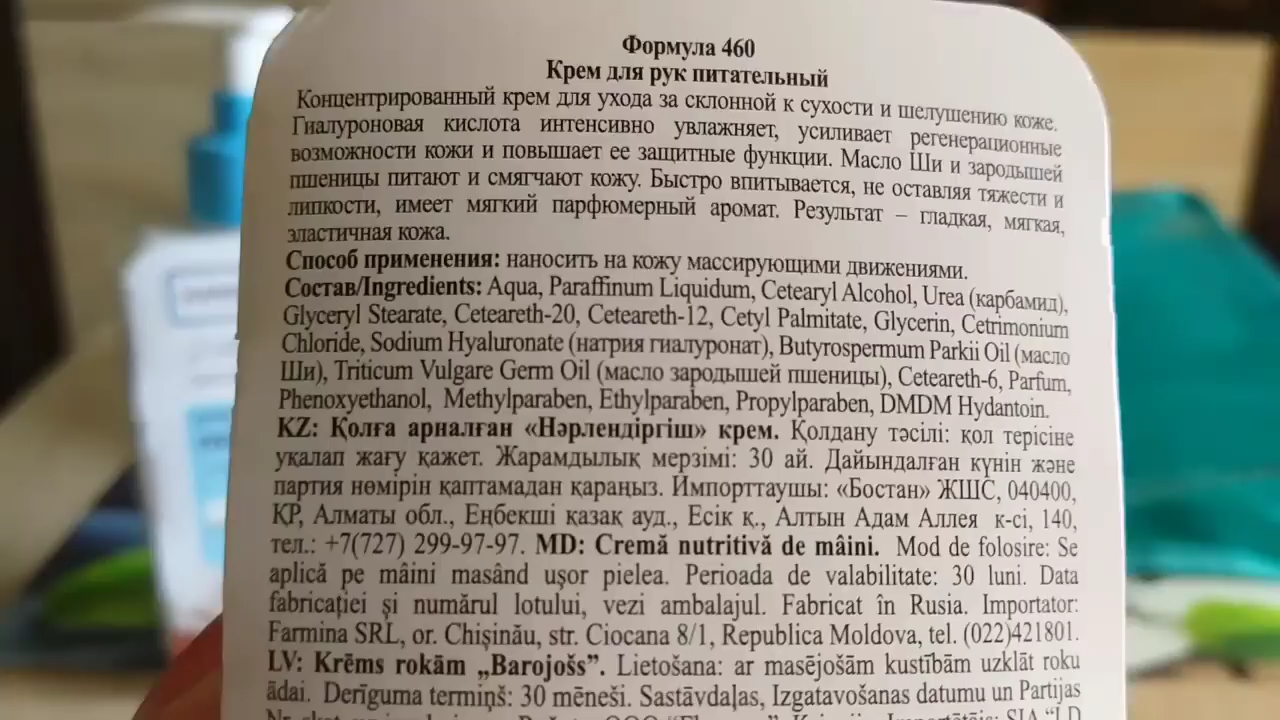 Формула 460
Крем для рук питательный
Концентрированный крем для ухода за склонной к сухости и шелушению коже.
Гиалуроновая кислота интенсивно увлажняет, усиливает регенерационные
возможности кожи и повышает ее защитные функции. Масло Ши и зародышей
пшеницы питают и смягчают кожу. Быстро впитывается, не оставляя тяжести и
липкости, имеет мягкий парфюмерный аромат. Результат – гладкая, мягкая,
эластичная кожа.
Способ применения: наносить на кожу массирующими движениями.
Состав/Ingredients: Aqua, Paraffinum Liquidum, Cetearyl Alcohol, Urea (карбамид),
Glyceryl Stearate, Ceteareth-20, Ceteareth-12, Cetyl Palmitate, Glycerin, Cetrimonium
Chloride, Sodium Hyaluronate (натрия гиалуронат), Butyrospermum Parkii Oil (масло
Ши), Triticum Vulgare Germ Oil (масло зародышей пшеницы), Ceteareth-6, Parfum,
Phenoxyethanol, Methylparaben, Ethylparaben, Propylparaben, DMDM Hydantoin.
KZ: Қолға арналған «Нәрлендіргіш» крем. Қолдану тәсілі: қол терісіне
уқалап жағу қажет. Жарамдылық мерзімі: 30 ай. Дайындалған күнін және
партия нөмірін қаптамадан қараңыз. Импорттаушы: «Бостан» ЖШС, 040400,
ҚР, Алматы обл., Еңбекші қазақ ауд., Есік қ., Алтын Адам Аллея к-сі, 140,
тел.: +7(727) 299-97-97. MD: Cremă nutritivă de mâini. Mod de folosire: Se
aplică pe mâini masând ușor pielea. Perioada de valabilitate: 30 luni. Data
fabricației și numărul lotului, vezi ambalajul. Fabricat în Rusia. Importator:
Farmina SRL, or. Chișinău, str. Ciocana 8/1, Republica Moldova, tel. (022)421801.
LV: Krēms rokām „Barojošs”. Lietošana: ar masējošām kustībām uzklāt roku
ādai. Derīguma termiņš: 30 mēneši. Sastāvdaļas, Izgatavošanas datumu un Partijas